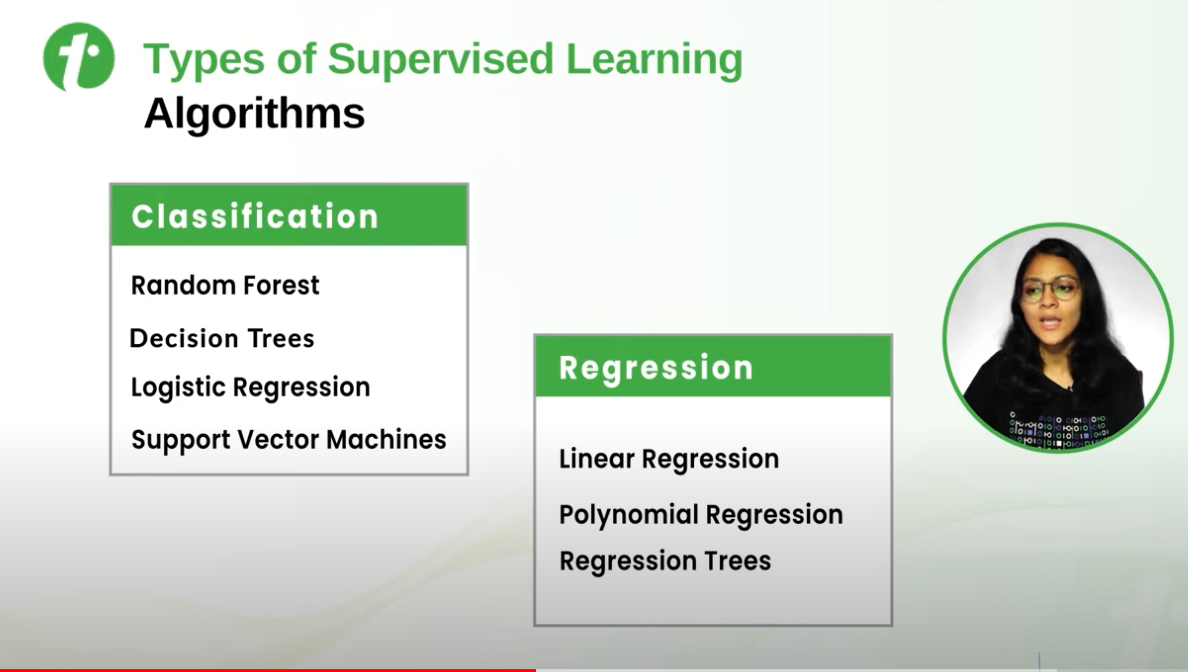 Types of Supervised Learning
Algorithms
Classification
Random Forest
Decision Trees
Logistic Regression
Support Vector Machines
Regression
Linear Regression
Polynomial Regression
Regression Trees